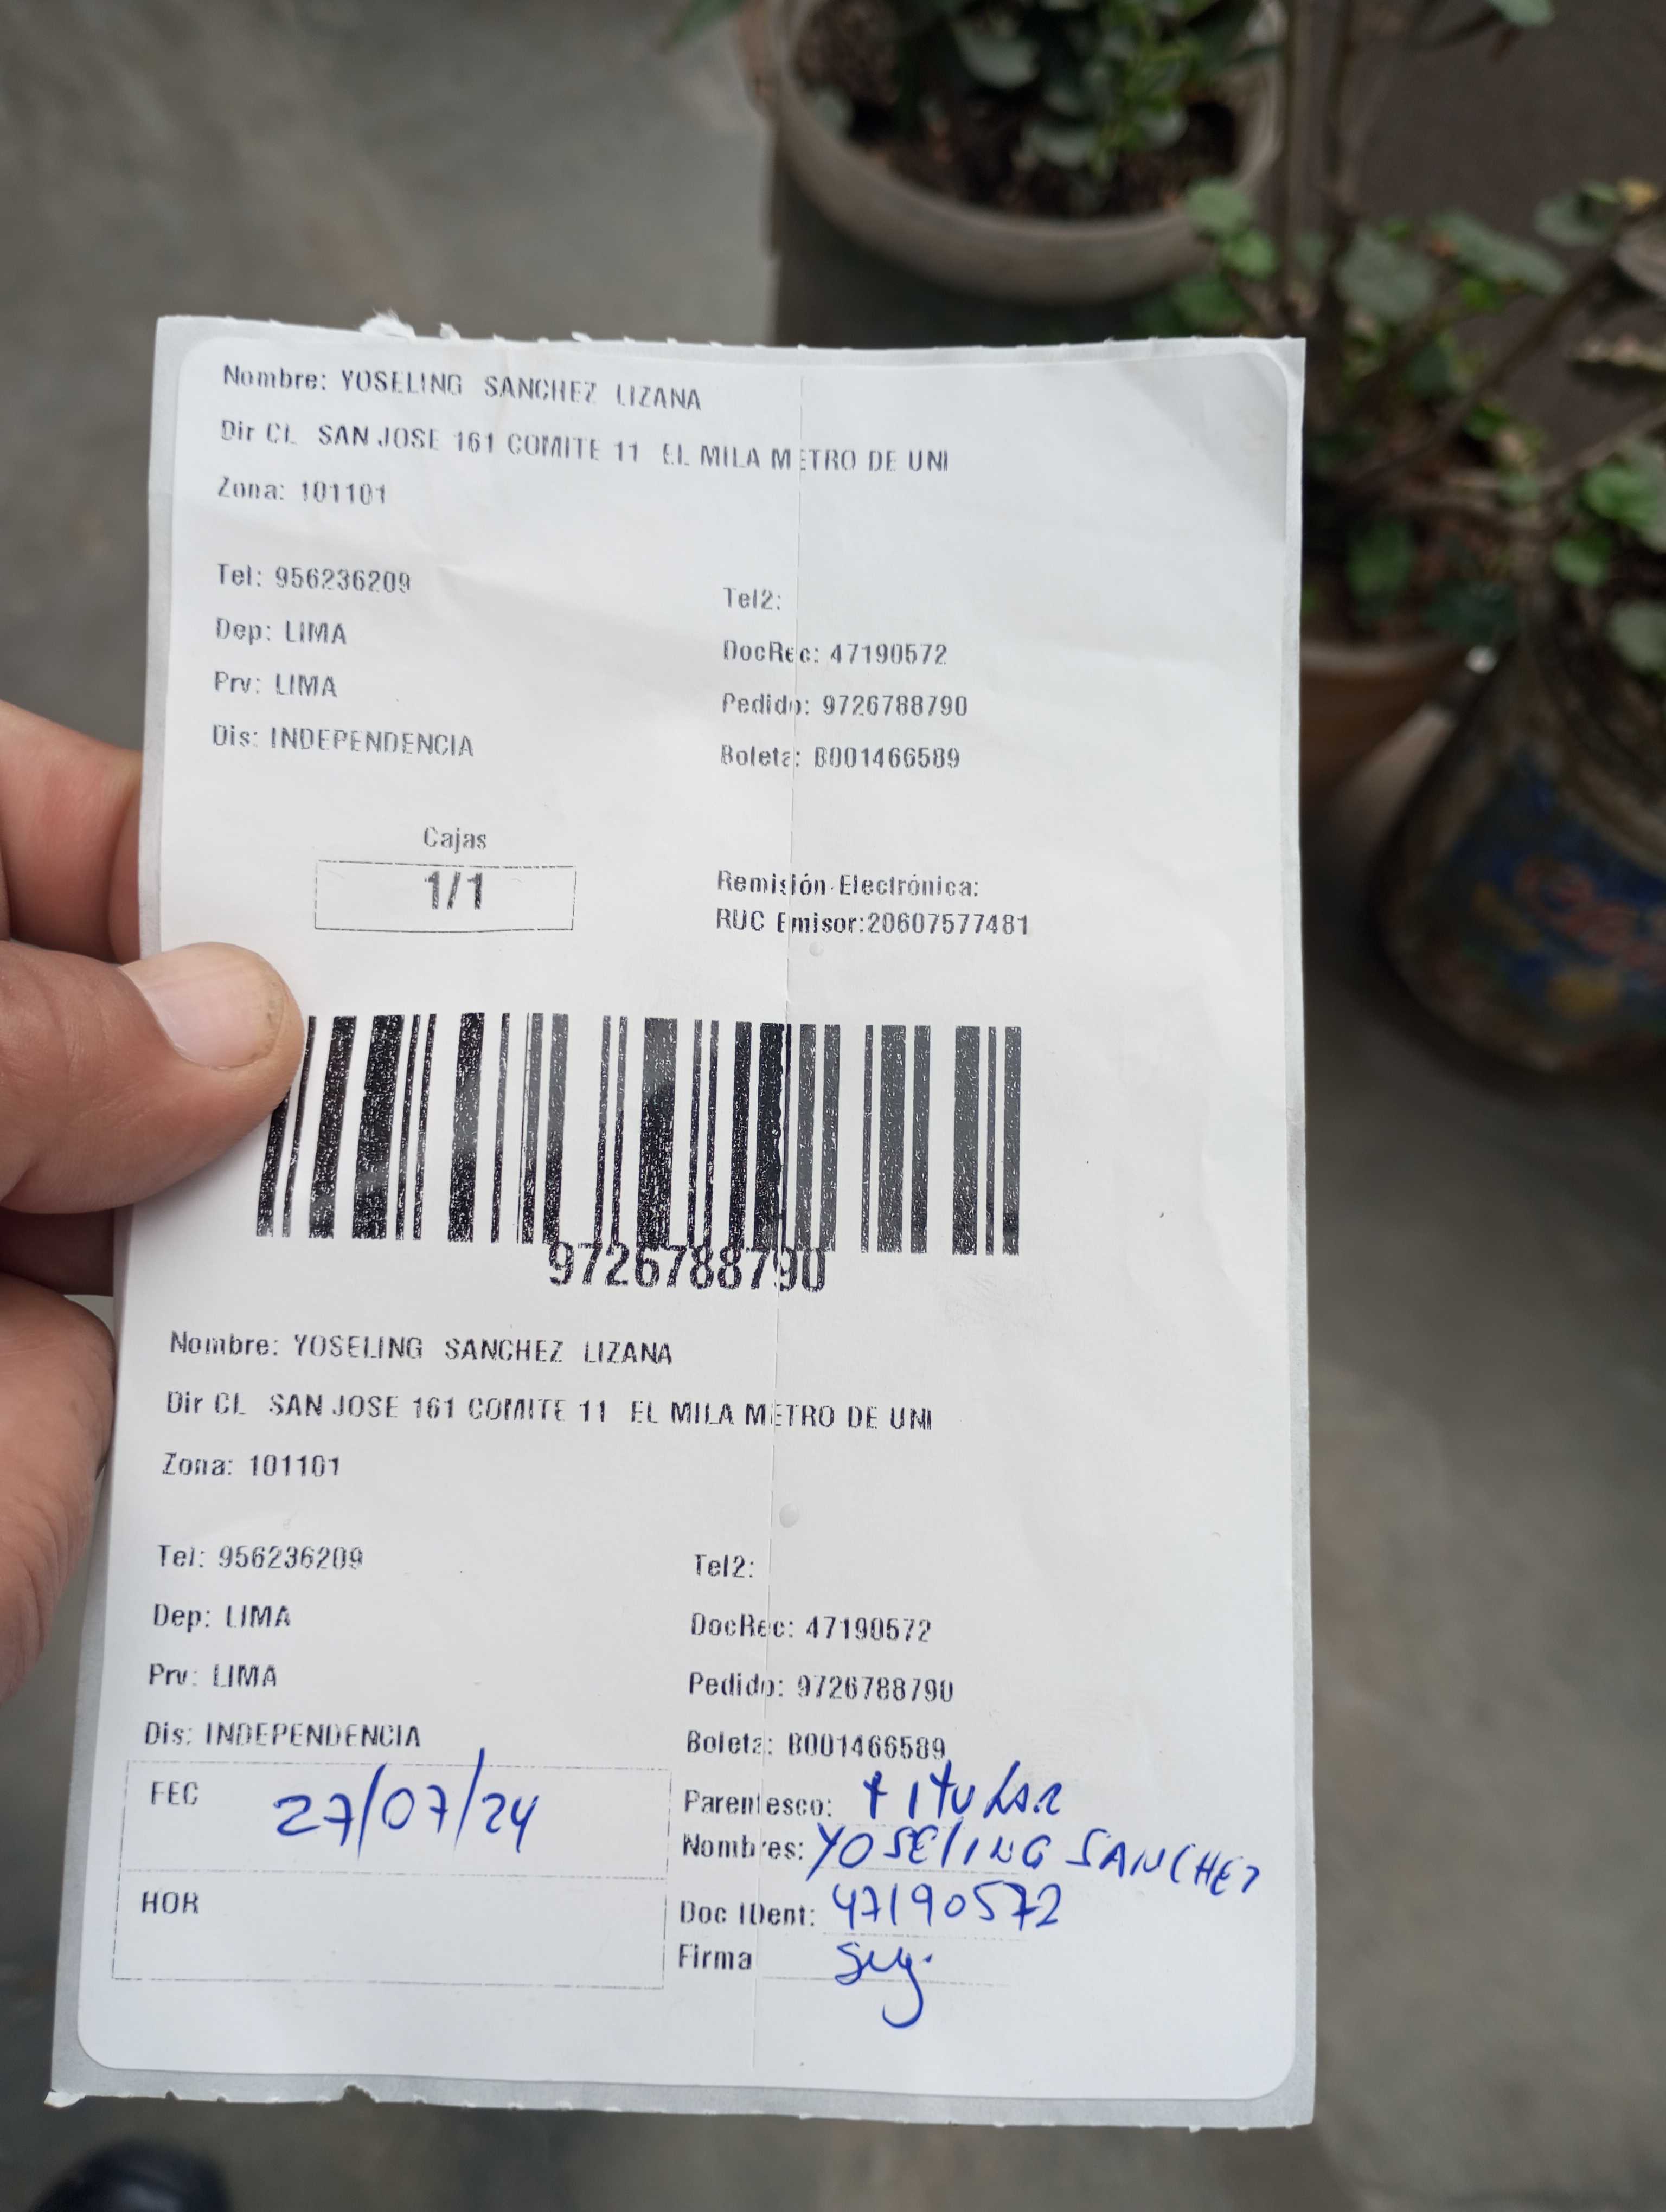 Nombre: YOSELING SANCHEZ LIZANA
Dir CL SAN JOSE 161 COMITE 11 EL MILA METRO DE UNI
Zona: 101101
Tel: 956236209
Tel2:
Dep: LIMA
DocRec: 47190572
Prv: LIMA
Pedido: 9726788790
Dis: INDEPENDENCIA
Boleta: B001466589
Cajas
1/1
Remisión Electrónica:
RUC Emisor:20607577481
9726788790
Nombre: YOSELING SANCHEZ LIZANA
Dir CL SAN JOSE 161 COMITE 11 EL MILA METRO DE UNI
Zona: 101101
Tel: 956236209
Tel2:
Dep: LIMA
DocRec: 47190572
Prv: LIMA
Pedido: 9726788790
Dis: INDEPENDENCIA
Boleta: B001466589
FEC 27/07/24
Parentesco: TITULAR
Nombres: YOSELING SANCHEZ
HOR
Doc IDent: 47190572
Firma